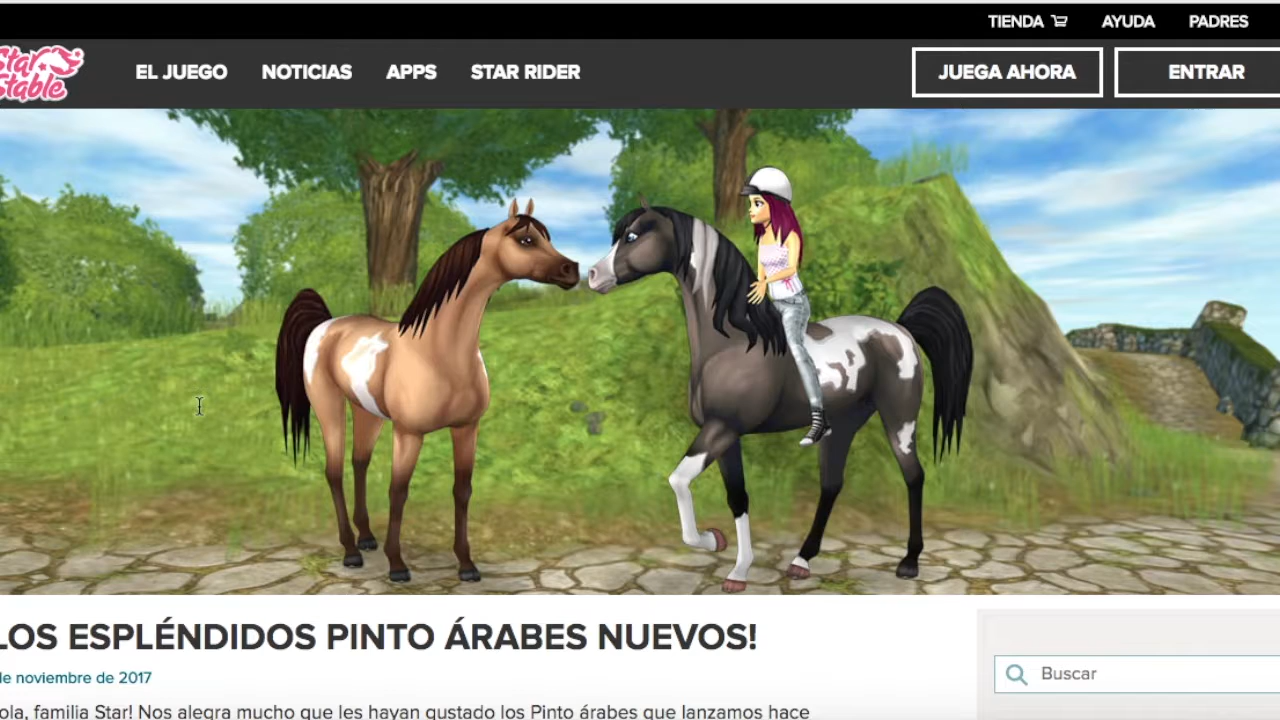 TIENDA AYUDA PADRES
Star Stable
EL JUEGO NOTICIAS APPS STAR RIDER JUEGA AHORA ENTRAR
LOS ESPLÉNDIDOS PINTO ÁRABES NUEVOS!
de noviembre de 2017
Buscar
ola, familia Star! Nos alegra mucho que les hayan gustado los Pinto árabes que lanzamos hace